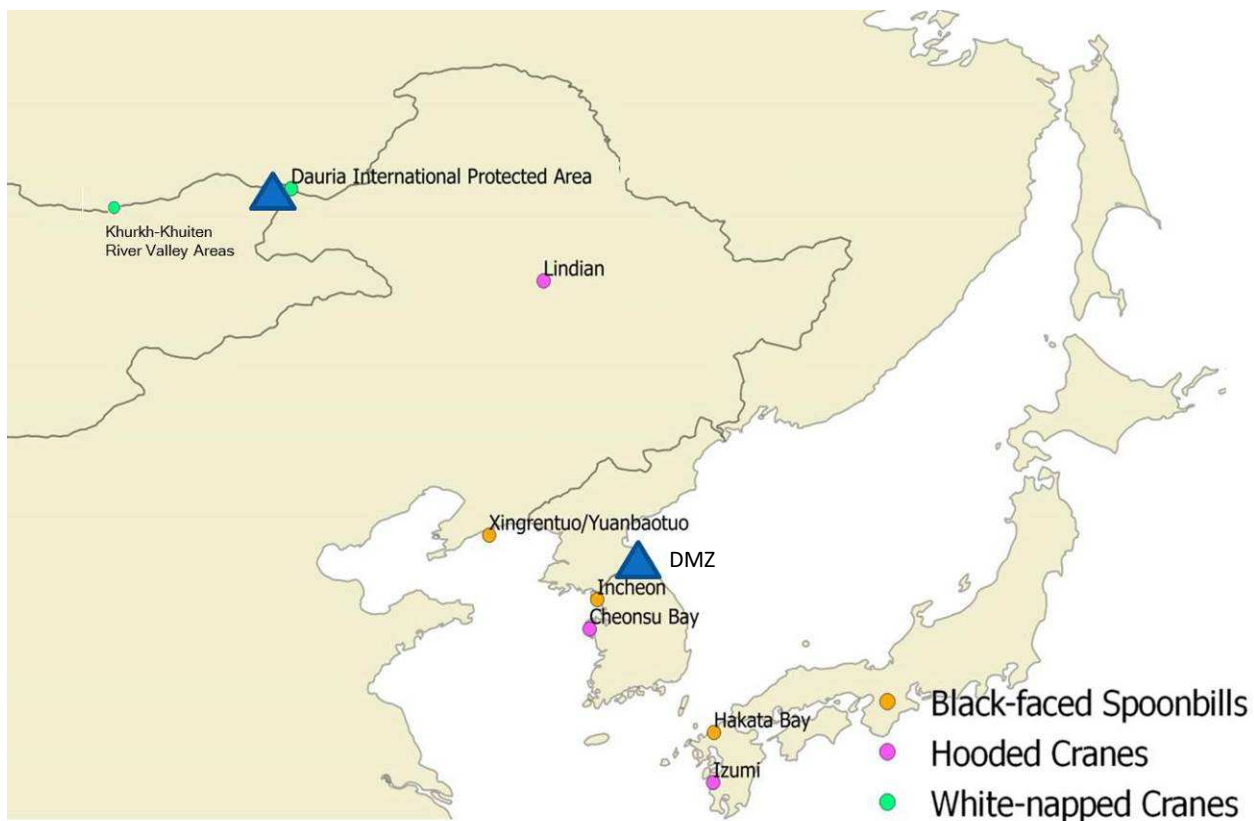 Dauria International Protected Area
Khurkh-Khuiten
River Valley Areas
Lindian
Xingrentuo/Yuanbaotuo
DMZ
Incheon
Cheonsu Bay
Hakata Bay
Izumi
Black-faced Spoonbills
Hooded Cranes
White-napped Cranes